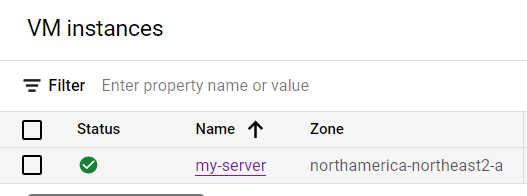 VM instances
Filter Enter property name or value
Status Name Zone
my-server northamerica-northeast2-a